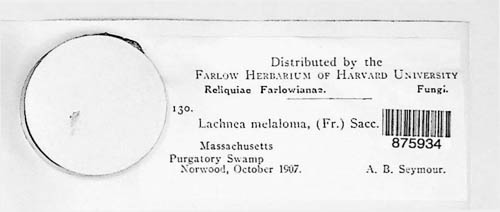 Distributed by the
FARLOW HERBARIUM OF HARVARD UNIVERSITY
Reliquiae Farlowianae. Fungi.
130.
Lachnea melaloma, (Fr.) Sacc.
Massachusetts
875934
Purgatory Swamp
Norwood, October 1907. A. B. Seymour.